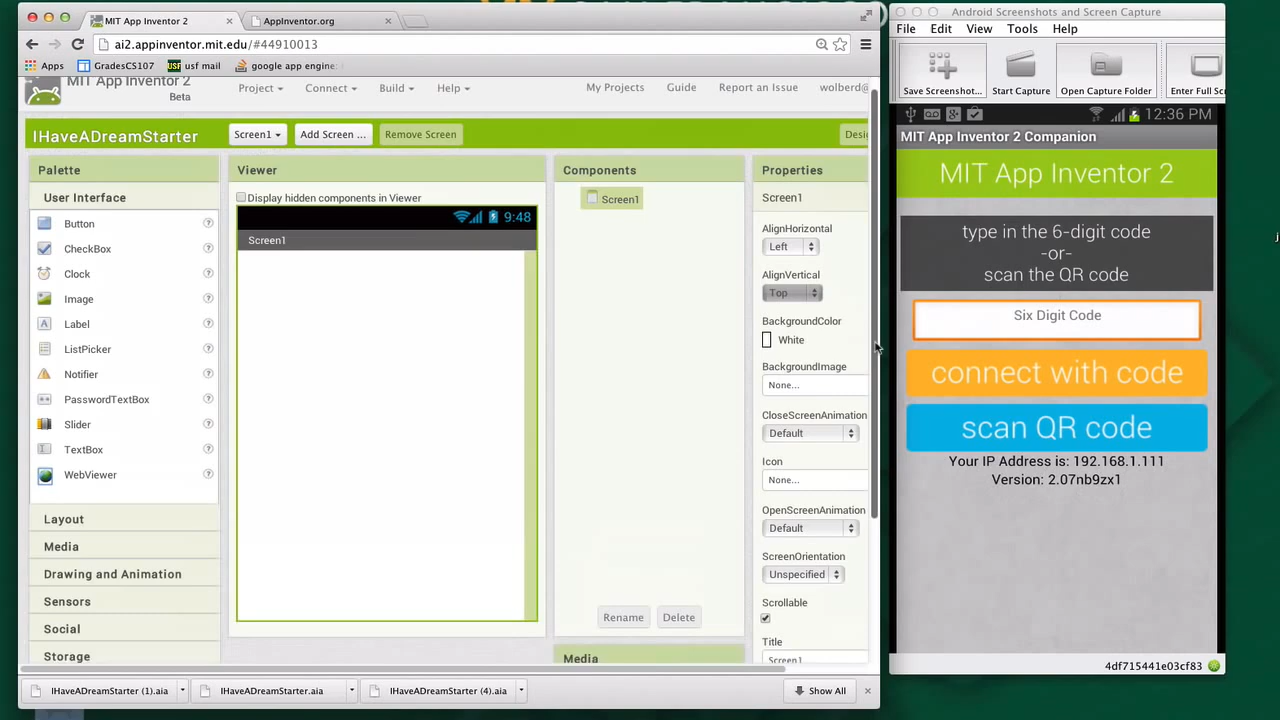 MIT App Inventor 2
AppInventor.org
ai2.appinventor.mit.edu/#44910013
Apps
GradesCS107
usf mail
google app engine:
MIT App Inventor 2
Beta
Project
Connect
Build
Help
My Projects
Guide
Report an Issue
wolberd@
IHaveADreamStarter
Screen1
Add Screen ...
Remove Screen
Desi
Palette
User Interface
Button
?
CheckBox
?
Clock
?
Image
?
Label
?
ListPicker
?
Notifier
?
PasswordTextBox
?
Slider
?
TextBox
?
WebViewer
?
Layout
Media
Drawing and Animation
Sensors
Social
Storage
Viewer
Display hidden components in Viewer
9:48
Screen1
Components
Screen1
Rename
Delete
Media
Properties
Screen1
AlignHorizontal
Left
AlignVertical
Top
BackgroundColor
White
BackgroundImage
None...
CloseScreenAnimation
Default
Icon
None...
OpenScreenAnimation
Default
ScreenOrientation
Unspecified
Scrollable
Title
Screen1
IHaveADreamStarter (1).aia
IHaveADreamStarter.aia
IHaveADreamStarter (4).aia
Show All
Android Screenshots and Screen Capture
File
Edit
View
Tools
Help
Save Screenshot...
Start Capture
Open Capture Folder
Enter Full Scr
12:36 PM
MIT App Inventor 2 Companion
MIT App Inventor 2
type in the 6-digit code
-or-
scan the QR code
Six Digit Code
connect with code
scan QR code
Your IP Address is: 192.168.1.111
Version: 2.07nb9zx1
4df715441e03cf83